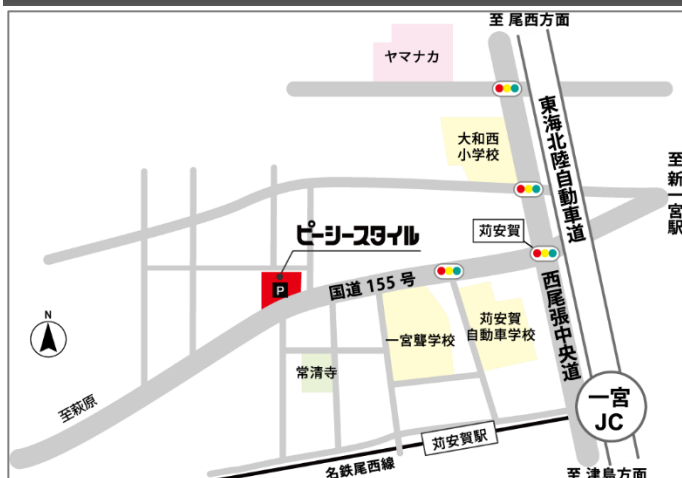 至 尾西方面
ヤマナカ
東海北陸自動車道
大和西
小学校
至新一宮駅
ピーシースタイル
苅安賀
P
国道 155 号
西尾張中央道
N
一宮聾学校
苅安賀
自動車学校
常清寺
至萩原
一宮
JC
苅安賀駅
名鉄尾西線
至 津島方面